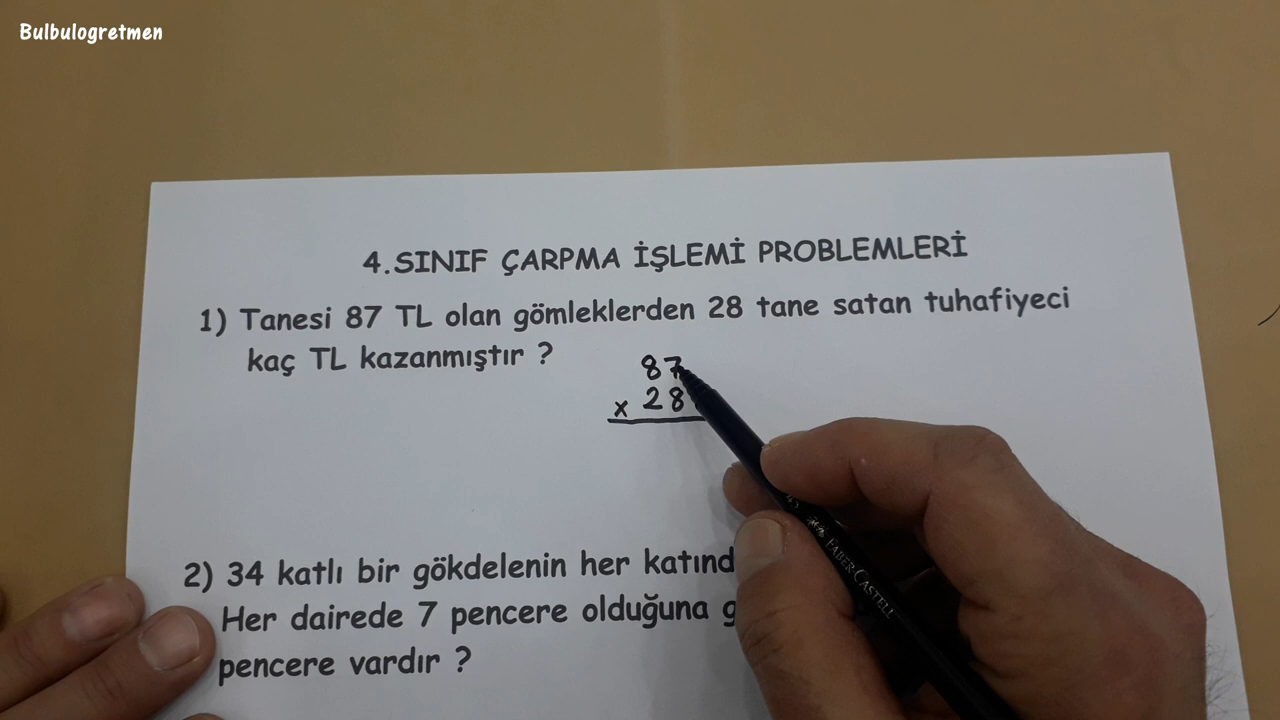 Bulbulogretmen
4.SINIF ÇARPMA İŞLEMİ PROBLEMLERİ
1) Tanesi 87 TL olan gömleklerden 28 tane satan tuhafiyeci
kaç TL kazanmıştır ?
87
x 28
2) 34 katlı bir gökdelenin her
Her dairede 7 pencere olduğuna
pencere vardır ?
FABER CASTELL